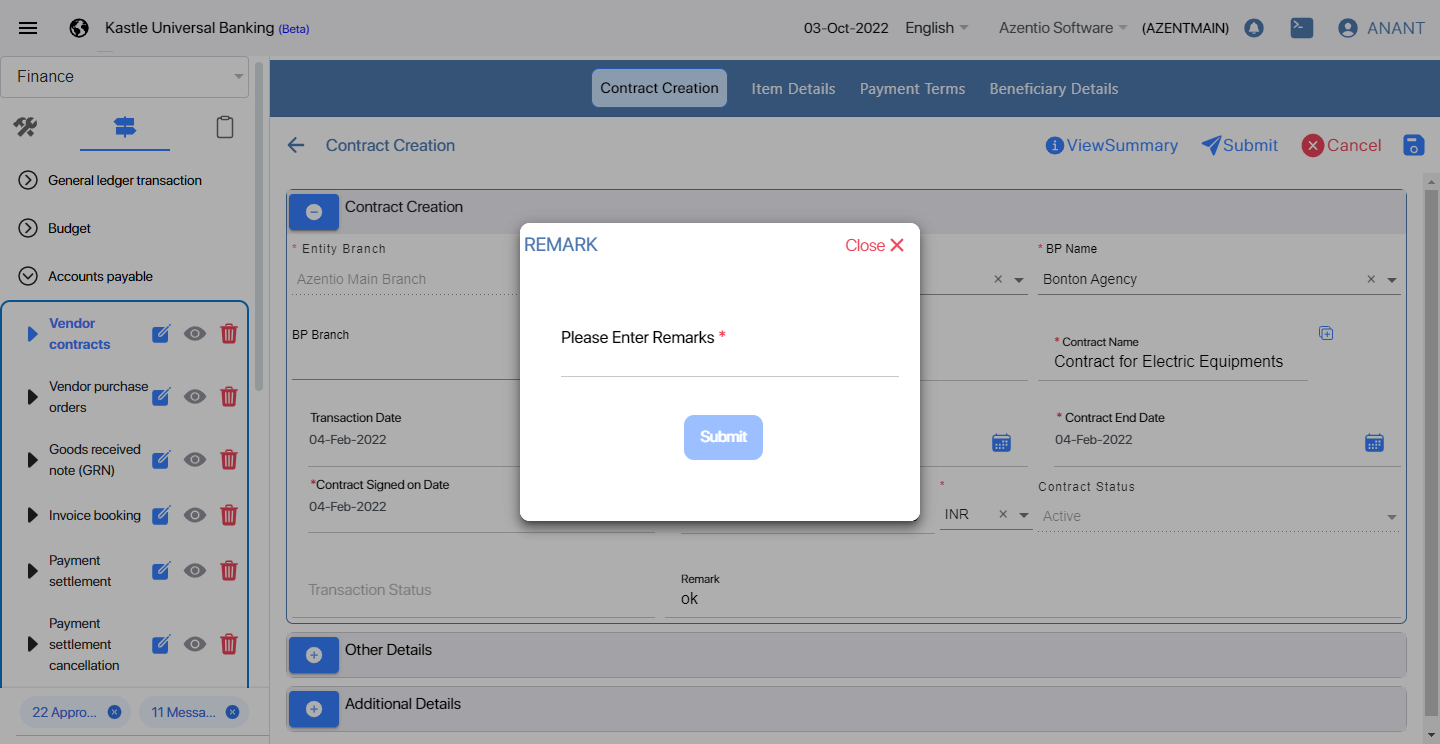 Kastle Universal Banking (Beta)
03-Oct-2022 English Azentio Software (AZENTMAIN) ANANT
Finance
Contract Creation Item Details Payment Terms Beneficiary Details
Contract Creation
ViewSummary Submit Cancel
General ledger transaction
Budget
Accounts payable
Vendor
contracts
Vendor purchase
orders
Goods received
note (GRN)
Invoice booking
Payment
settlement
Payment
settlement
cancellation
22 Appro... 11 Messa...
Contract Creation
* Entity Branch
Azentio Main Branch
* BP Name
Bonton Agency
BP Branch
* Contract Name
Contract for Electric Equipments
Transaction Date
04-Feb-2022
* Contract End Date
04-Feb-2022
*Contract Signed on Date
04-Feb-2022
*
INR
Contract Status
Active
Transaction Status
Remark
ok
Other Details
Additional Details
REMARK
Close
Please Enter Remarks *
Submit